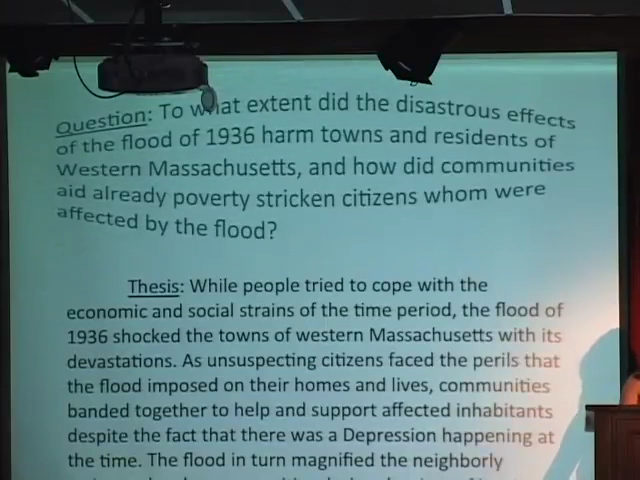 Question: To what extent did the disastrous effects
of the flood of 1936 harm towns and residents of
Western Massachusetts, and how did communities
aid already poverty stricken citizens whom were
affected by the flood?
Thesis: While people tried to cope with the
economic and social strains of the time period, the flood of
1936 shocked the towns of western Massachusetts with its
devastations. As unsuspecting citizens faced the perils that
the flood imposed on their homes and lives, communities
banded together to help and support affected inhabitants
despite the fact that there was a Depression happening at
the time. The flood in turn magnified the neighborly